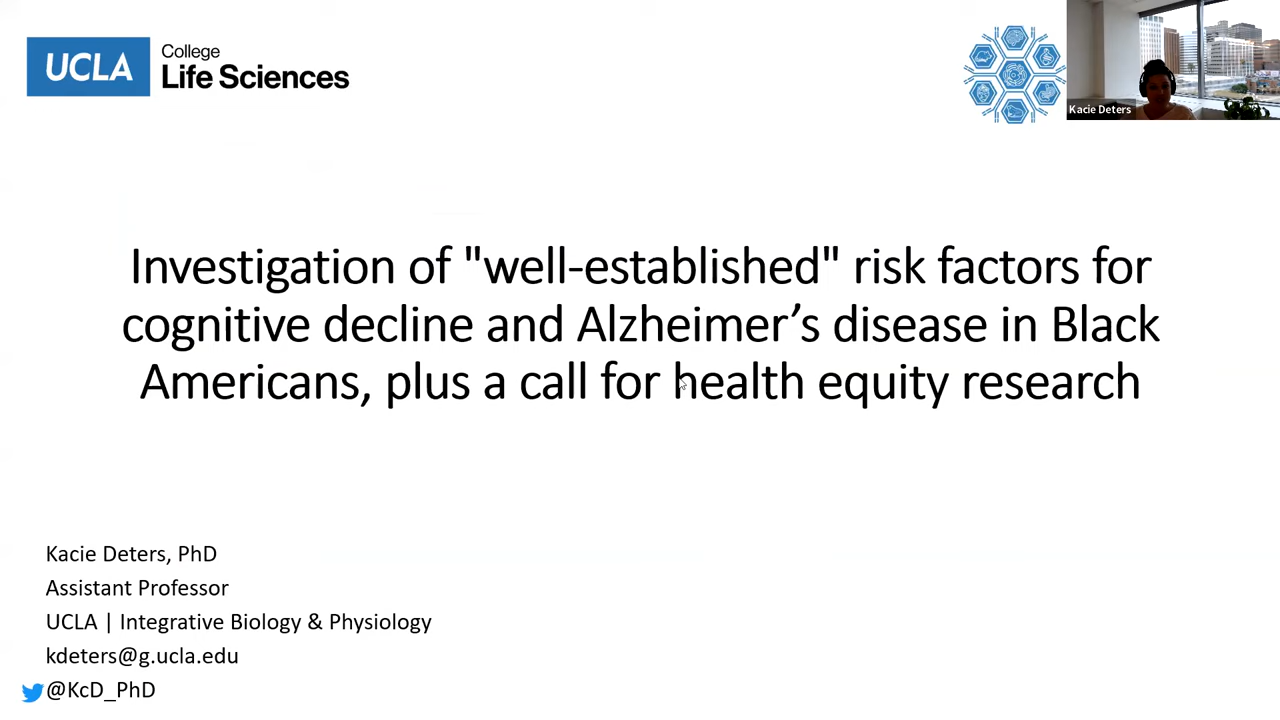 UCLA
College
Life Sciences
Kacie Deters
Investigation of "well-established" risk factors for
cognitive decline and Alzheimer’s disease in Black
Americans, plus a call for health equity research
Kacie Deters, PhD
Assistant Professor
UCLA | Integrative Biology & Physiology
kdeters@g.ucla.edu
@KcD_PhD